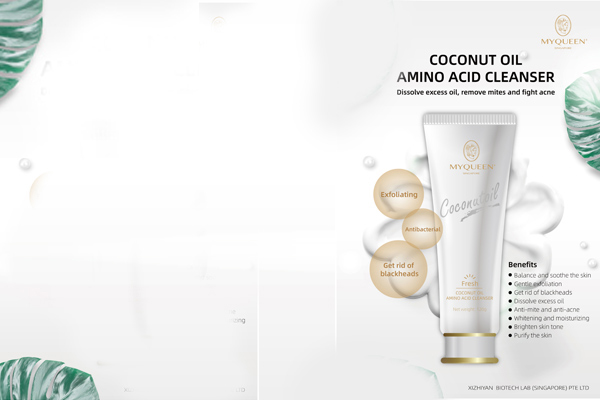 MYQUEEN
COCONUT OIL
AMINO ACID CLEANSER
Dissolve excess oil, remove mites and fight acne
MYQUEEN
Coconut oil
Exfoliating
Antibacterial
Get rid of
blackheads
Fresh
COCONUT OIL
AMINO ACID CLEANSER
Benefits
Balance and soothe the skin
Gentle exfoliation
Get rid of blackheads
Dissolve excess oil
Anti-mite and anti-acne
Whitening and moisturizing
Brighten skin tone
Purify the skin
XIZHIYAN BIOTECH LAB (SINGAPORE) PTE LTD